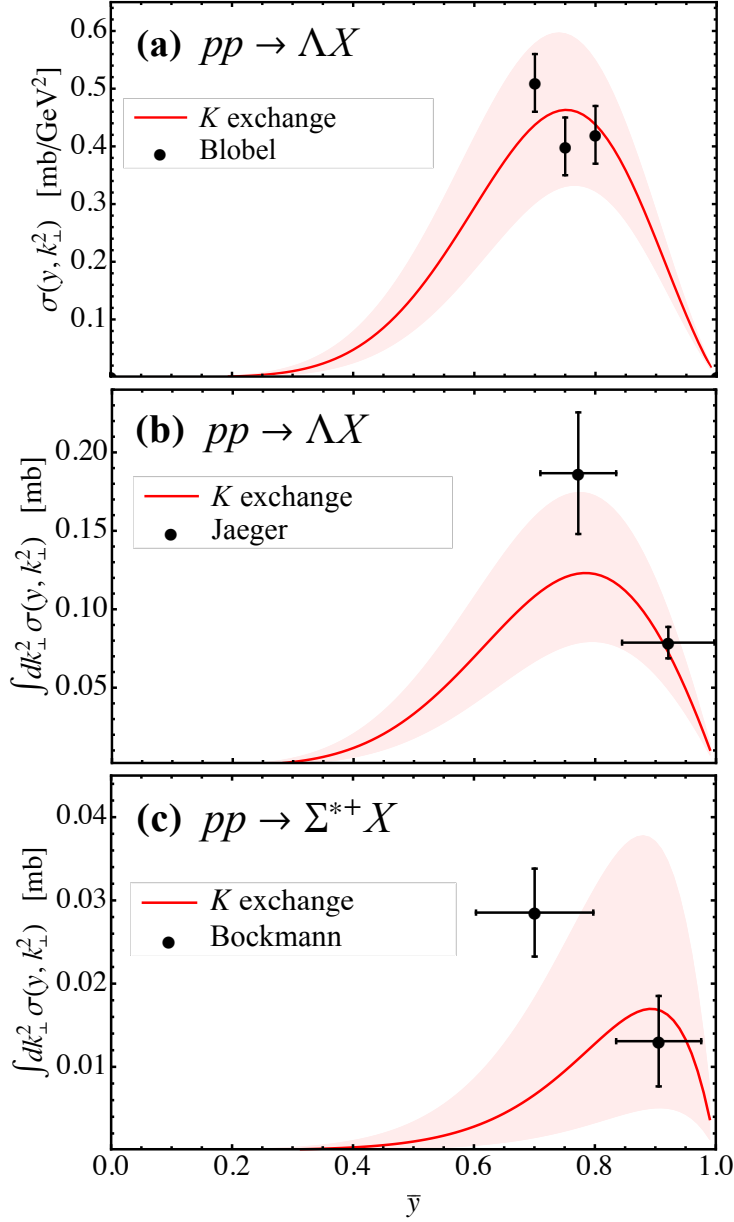 (a) pp → ΛX
K exchange
Blobel
σ(y, k⊥²) [mb/GeV²]
0.6
0.5
0.4
0.3
0.2
0.1
(b) pp → ΛX
K exchange
Jaeger
∫dk⊥² σ(y, k⊥²) [mb]
0.20
0.15
0.10
0.05
(c) pp → Σ*⁺X
K exchange
Bockmann
∫dk⊥² σ(y, k⊥²) [mb]
0.04
0.03
0.02
0.01
0.0 0.2 0.4 0.6 0.8 1.0
ȳ